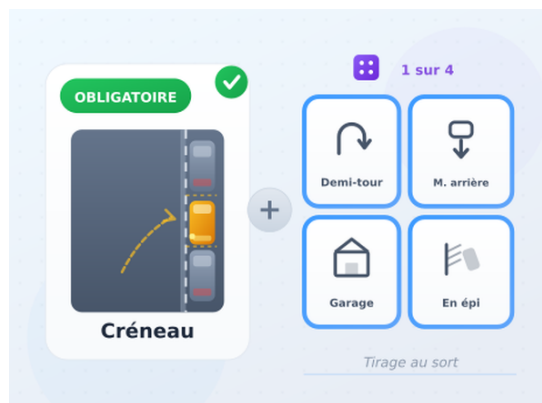 OBLIGATOIRE
Créneau
1 sur 4
Demi-tour
M. arrière
Garage
En épi
Tirage au sort